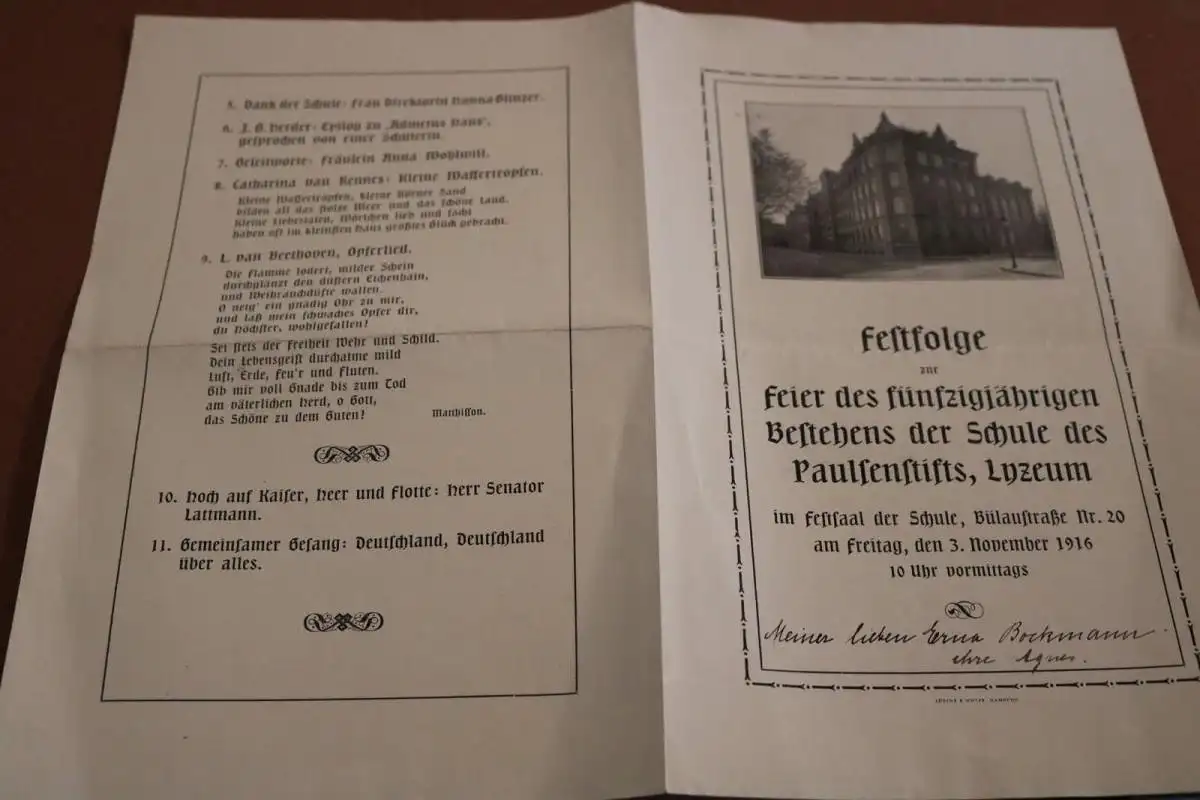 5. Dank der Schule: Frau Direktorin Hanna Glinzer.
6. J. G. Herder: Epilog zu „Admetus Haus“,
gesprochen von einer Schülerin.
7. Geleitworte: Fräulein Anna Wohlwill.
8. Catharina van Rennes: Kleine Wassertropfen.
Kleine Wassertropfen, kleine Körner Sand
bilden all das stolze Meer und das schöne Land.
Kleine Liebestaten, Wörtchen lieb und sacht
haben oft im kleinsten Haus großes Glück gebracht.
9. L. van Beethoven, Opferlied.
Die Flamme lodert, milder Schein
durchglänzt den düstern Eichenhain,
und Weihrauchdüfte wallen.
O neig' ein gnädig Ohr zu mir,
und laß mein schwaches Opfer dir,
du Höchster, wohlgefallen!
Sei stets der Freiheit Wehr und Schild.
Dein Lebensgeist durchatme mild
Luft, Erde, Feu'r und Fluten.
Gib mir voll Gnade bis zum Tod
am väterlichen Herd, o Gott,
das Schöne zu dem Guten!
Matthisson.
10. Hoch auf Kaiser, Heer und Flotte: Herr Senator
Lattmann.
11. Gemeinsamer Gesang: Deutschland, Deutschland
über alles.
Festfolge
zur
Feier des fünfzigjährigen
Bestehens der Schule des
Paulsenstifts, Lyzeum
im Festsaal der Schule, Bülaustraße Nr. 20
am Freitag, den 3. November 1916
10 Uhr vormittags
Meiner lieben Erna Bockmann
ihre Agnes.
HAMBURG